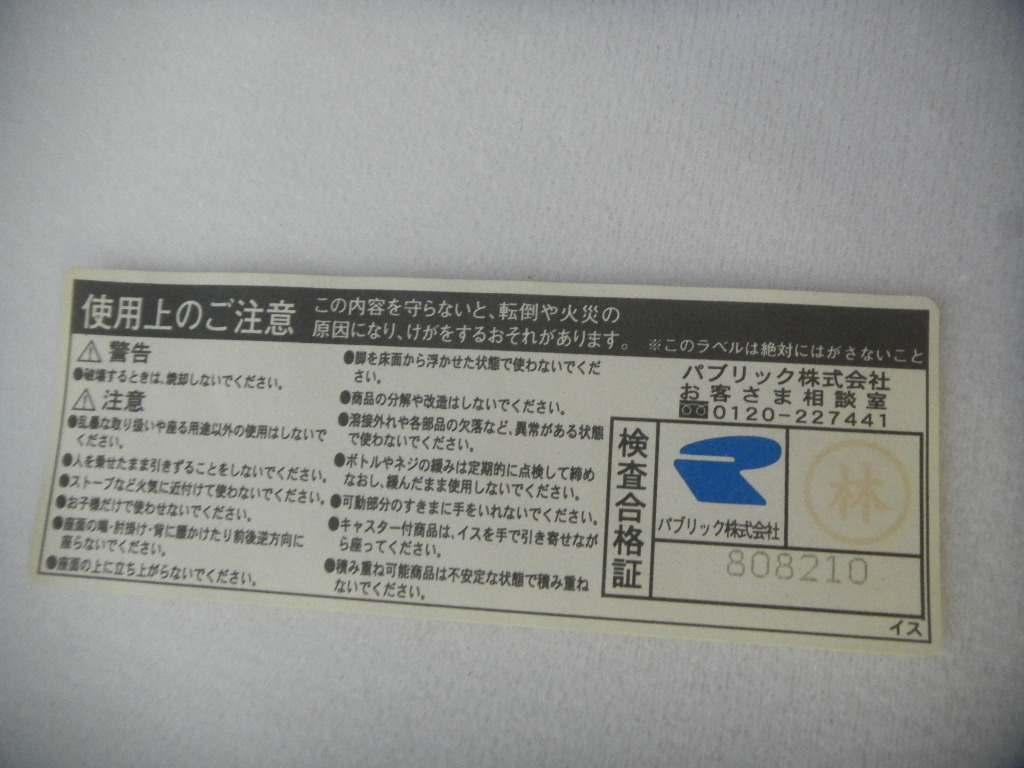 使用上のご注意
この内容を守らないと、転倒や火災の
原因になり、けがをするおそれがあります。
※このラベルは絶対にはがさないこと
⚠ 警告
●破壊するときは、焼却しないでください。
⚠ 注意
●乱暴な取り扱いや座る用途以外の使用はしないで
ください。
●人を乗せたまま引きずることをしないでください。
●ストーブなど火気に近付けて使わないでください。
●お子様だけで使わせないでください。
●座面の端・肘掛け・背に腰かけたり前後逆方向に
座らないでください。
●座面の上に立ち上がらないでください。
●脚を床面から浮かせた状態で使わないでくだ
さい。
●商品の分解や改造はしないでください。
●溶接外れや各部品の欠落など、異常がある状態
で使わないでください。
●ボルトやネジの緩みは定期的に点検して締め
なおし、緩んだまま使用しないでください。
●可動部分のすきまに手をいれないでください。
●キャスター付商品は、イスを手で引き寄せなが
ら座ってください。
●積み重ね可能商品は不安定な状態で積み重ね
ないでください。
パブリック株式会社
お客さま相談室
0120-227441
検査合格証
パブリック株式会社
林
808210
イス